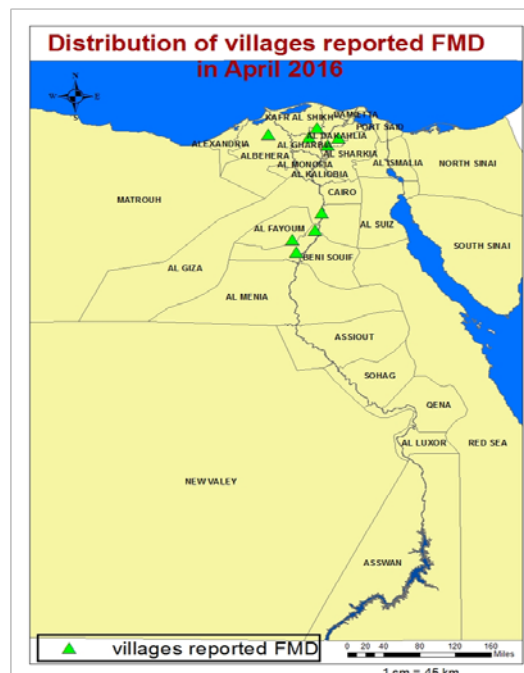 Distribution of villages reported FMD
in April 2016
N
W
E
S
KAFR AL SHIKH
DAMIETTA
PORT SAID
AL DAKAHLIA
ALEXANDRIA
AL GHARBIA
ALBEHERA
AL SHARKIA
AL MONOFIA
AL ISMALIA
AL KALIOBIA
NORTH SINAI
CAIRO
MATROUH
AL FAYOUM
AL SUIZ
SOUTH SINAI
BENI SOUIF
AL GIZA
AL MENIA
ASSIOUT
SOHAG
QENA
AL LUXOR
RED SEA
NEW VALEY
ASSWAN
villages reported FMD
0 20 40 80 120 160
Miles
1 cm = 45 km